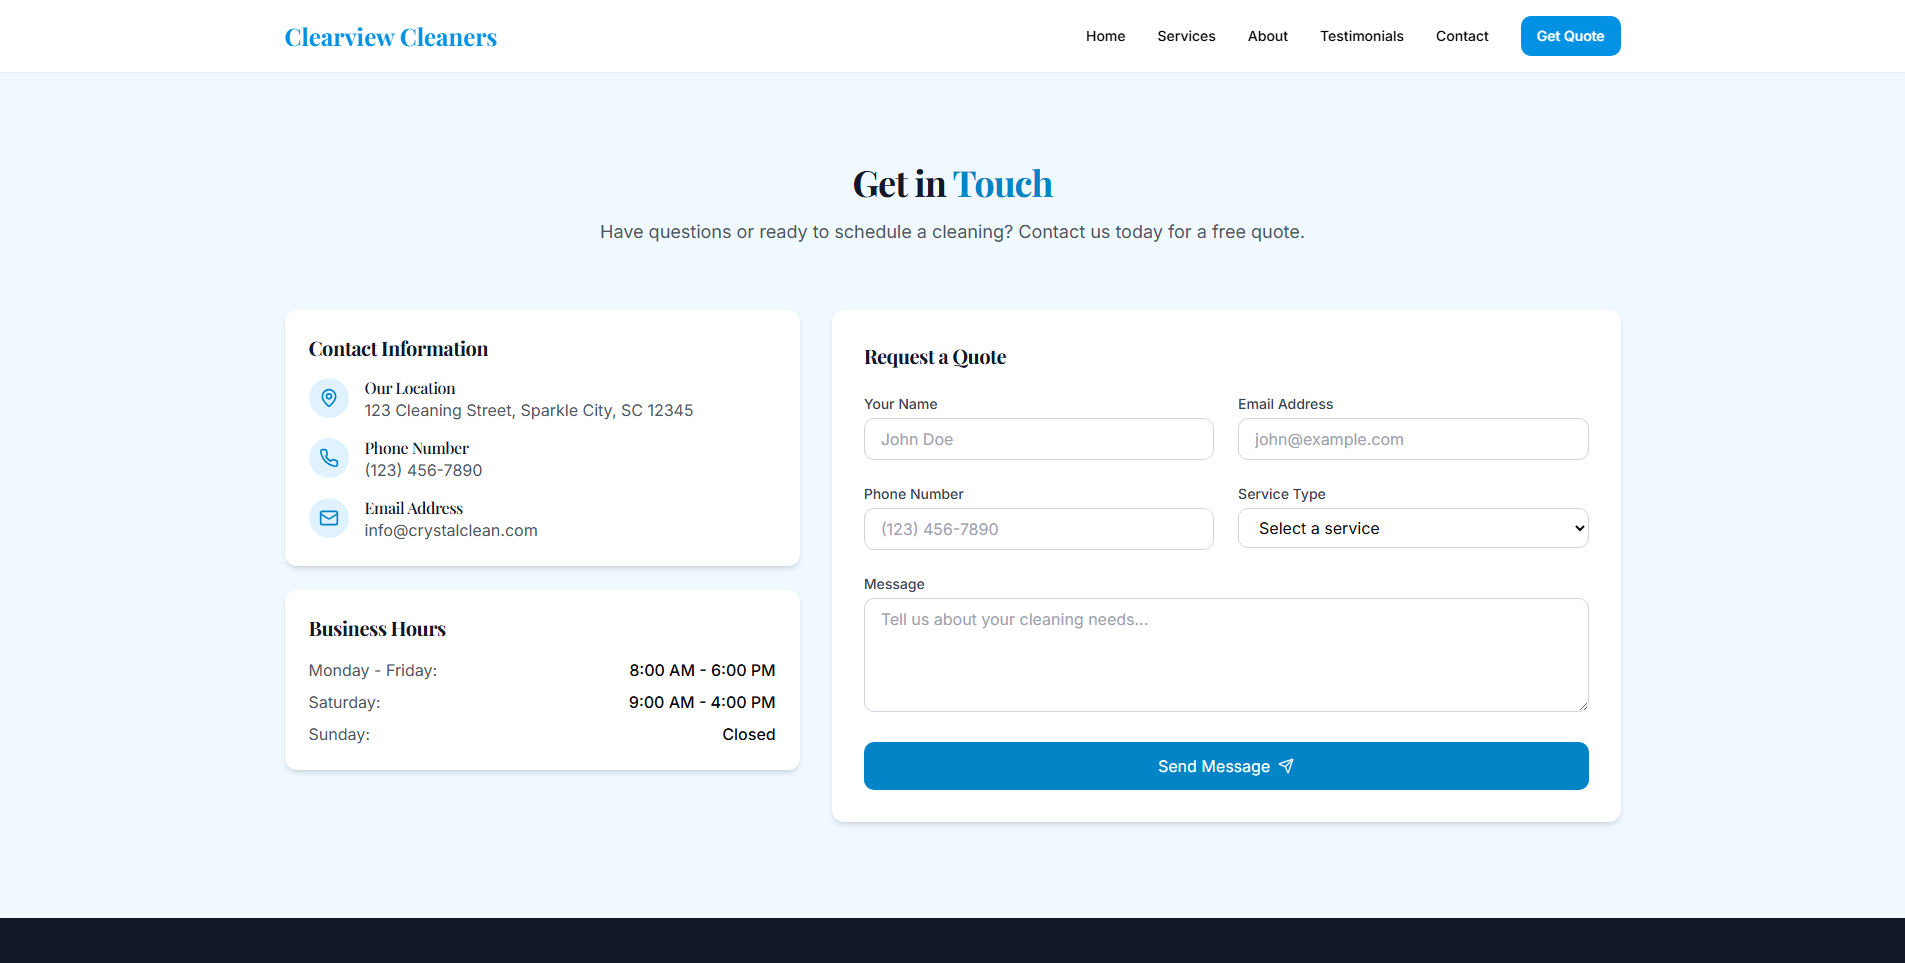 Clearview Cleaners
Home Services About Testimonials Contact Get Quote
Get in Touch
Have questions or ready to schedule a cleaning? Contact us today for a free quote.
Contact Information
Our Location
123 Cleaning Street, Sparkle City, SC 12345
Phone Number
(123) 456-7890
Email Address
info@crystalclean.com
Business Hours
Monday - Friday: 8:00 AM - 6:00 PM
Saturday: 9:00 AM - 4:00 PM
Sunday: Closed
Request a Quote
Your Name Email Address
John Doe john@example.com
Phone Number Service Type
(123) 456-7890 Select a service
Message
Tell us about your cleaning needs...
Send Message